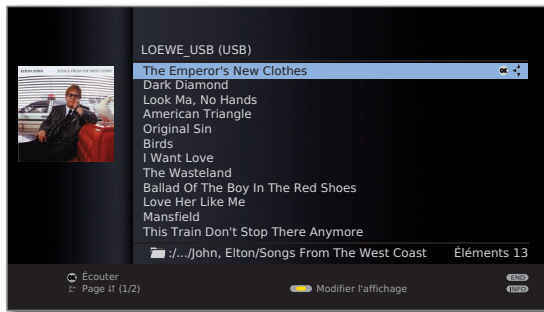 LOEWE_USB (USB)
ELTON JOHN SONGS FROM THE WEST COAST
The Emperor's New Clothes OK
Dark Diamond
Look Ma, No Hands
American Triangle
Original Sin
Birds
I Want Love
The Wasteland
Ballad Of The Boy In The Red Shoes
Love Her Like Me
Mansfield
This Train Don't Stop There Anymore
:/.../John, Elton/Songs From The West Coast Éléments 13
OK Écouter END
Page ↓↑ (1/2) Modifier l'affichage INFO